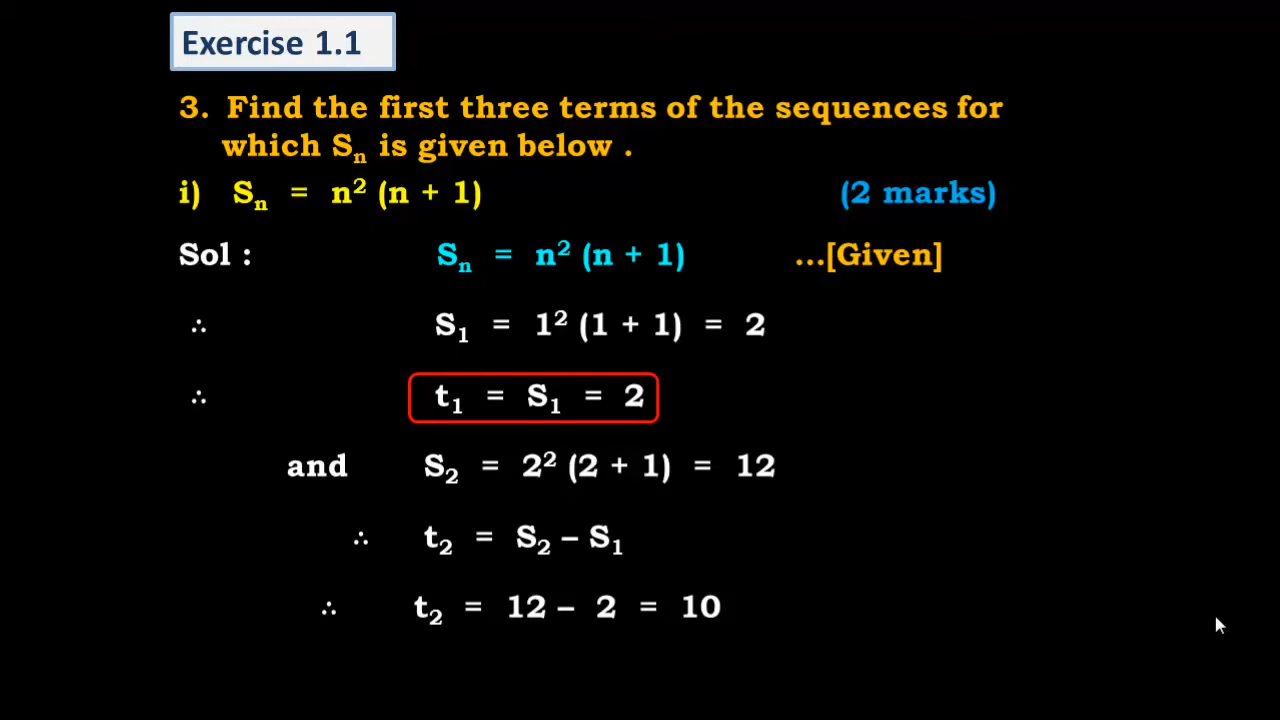 Exercise 1.1
3. Find the first three terms of the sequences for
which Sₙ is given below .
i) Sₙ = n² (n + 1) (2 marks)
Sol : Sₙ = n² (n + 1) ...[Given]
∴ S₁ = 1² (1 + 1) = 2
∴ t₁ = S₁ = 2
and S₂ = 2² (2 + 1) = 12
∴ t₂ = S₂ – S₁
∴ t₂ = 12 – 2 = 10